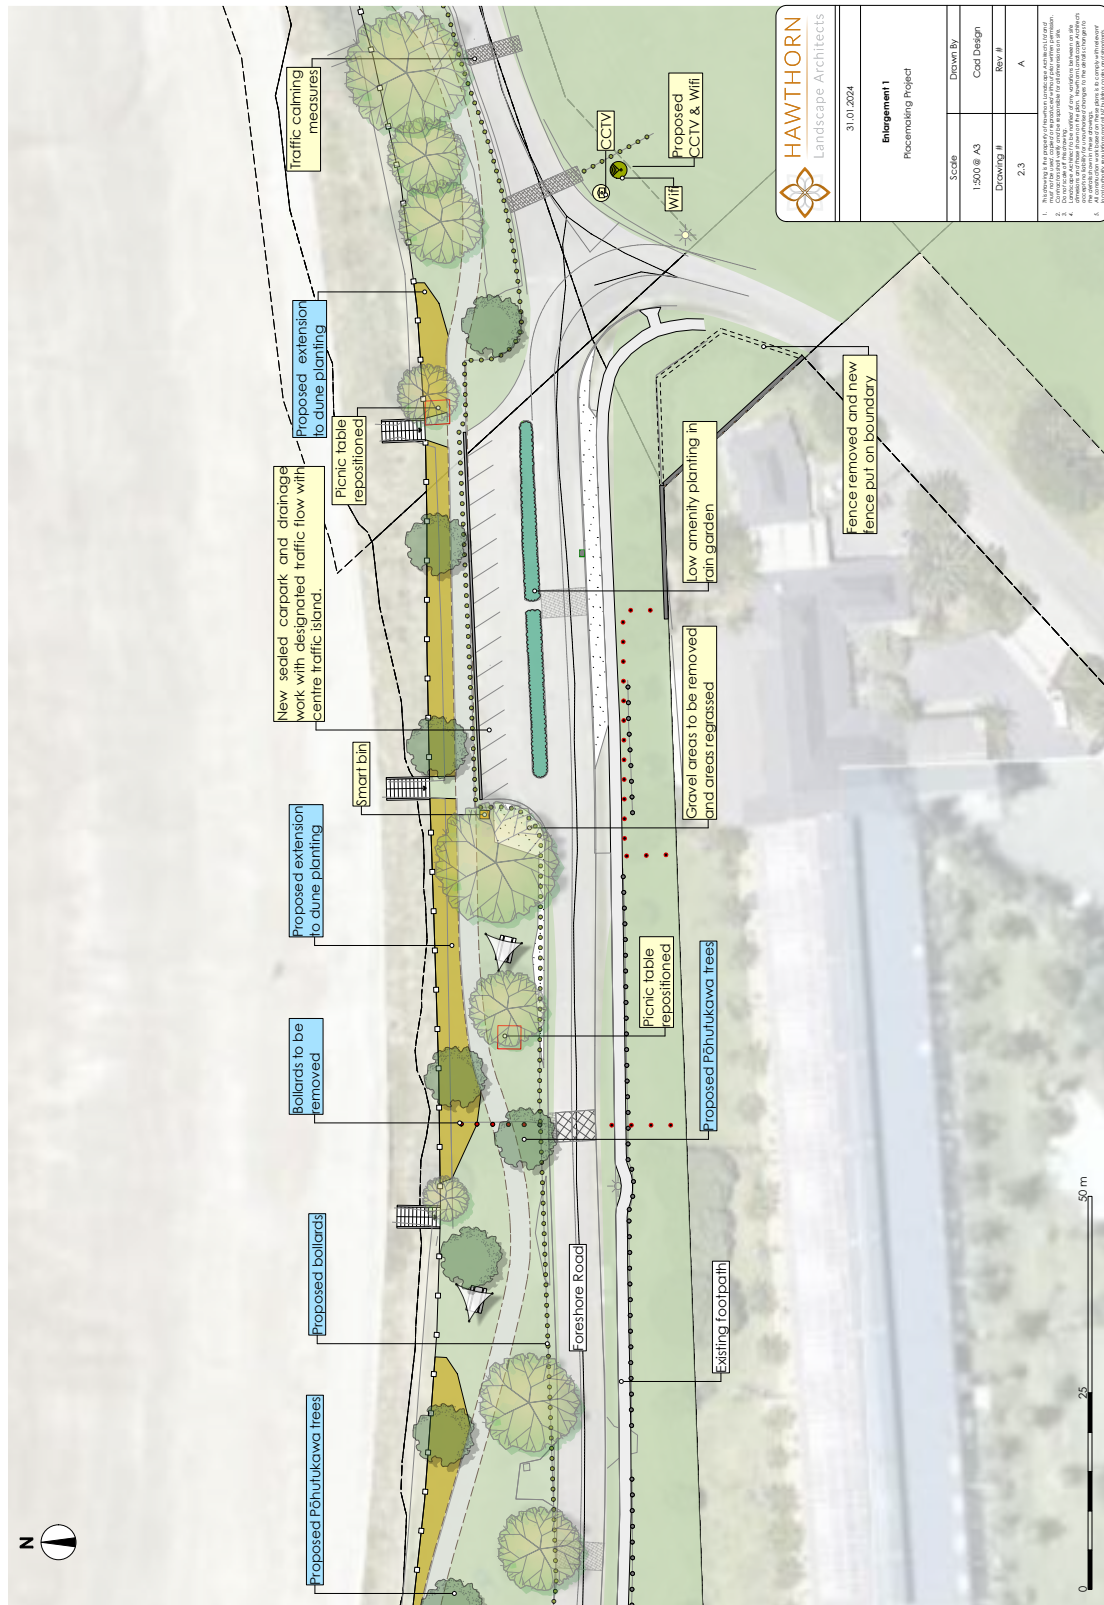 N
Proposed Pōhutukawa trees
Proposed bollards
Bollards to be
removed
Proposed extension
to dune planting
Smart bin
New sealed carpark and drainage
work with designated traffic flow with
centre traffic island.
Picnic table
repositioned
Proposed extension
to dune planting
Traffic calming
measures
CCTV
Wifi
Proposed
CCTV & Wifi
Foreshore Road
Existing footpath
Picnic table
repositioned
Proposed Pōhutukawa trees
Gravel areas to be removed
and areas regrassed
Low amenity planting in
rain garden
Fence removed and new
fence put on boundary
0
25
50 m
HAWTHORN
Landscape Architects
31.01.2024
Enlargement 1
Placemaking Project
Scale
Drawn By
1:500 @ A3
Cad Design
Drawing #
Rev #
2.3
A